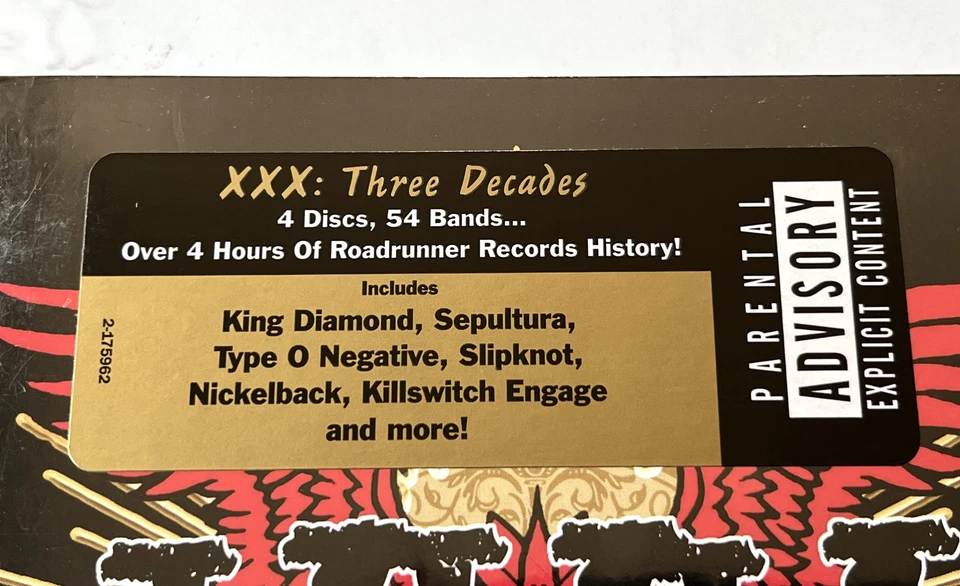 XXX: Three Decades
4 Discs, 54 Bands...
Over 4 Hours Of Roadrunner Records History!
Includes
King Diamond, Sepultura,
Type O Negative, Slipknot,
Nickelback, Killswitch Engage
and more!
2-175962
PARENTAL
ADVISORY
EXPLICIT CONTENT